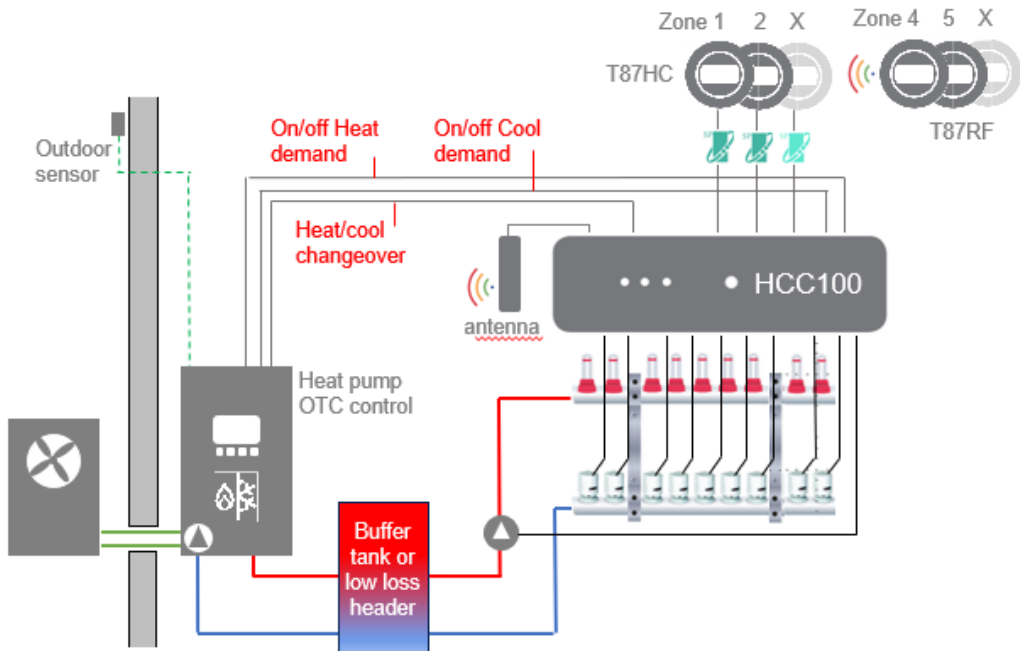 Zone 1 2 X
Zone 4 5 X
T87HC
T87RF
On/off Heat
demand
On/off Cool
demand
Outdoor
sensor
Heat/cool
changeover
HCC100
antenna
Heat pump
OTC control
Buffer
tank or
low loss
header